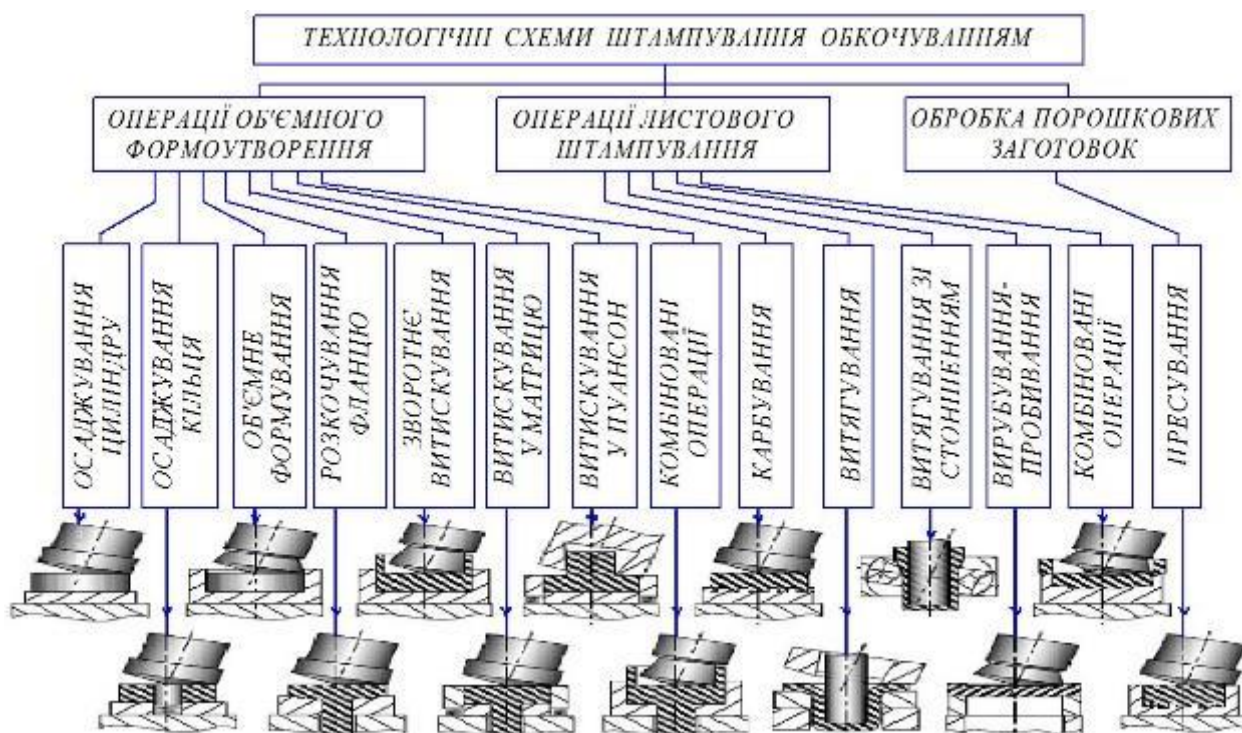 ТЕХНОЛОГІЧНІ СХЕМИ ШТАМПУВАННЯ ОБКОЧУВАННЯМ
ОПЕРАЦІЇ ОБ'ЄМНОГО
ФОРМОУТВОРЕННЯ
ОПЕРАЦІЇ ЛИСТОВОГО
ШТАМПУВАННЯ
ОБРОБКА ПОРОШКОВИХ
ЗАГОТОВОК
ОСАДЖУВАННЯ
ЦИЛІНДРУ
ОСАДЖУВАННЯ
КІЛЬЦЯ
ОБ'ЄМНЕ
ФОРМУВАННЯ
РОЗКОЧУВАННЯ
ФЛАНЦЮ
ЗВОРОТНЄ
ВИТИСКУВАННЯ
ВИТИСКУВАННЯ
У МАТРИЦЮ
ВИТИСКУВАННЯ
У ПУАНСОН
КОМБІНОВАНІ
ОПЕРАЦІЇ
КАРБУВАННЯ
ВИТЯГУВАННЯ
ВИТЯГУВАННЯ ЗІ
СТОНШЕННЯМ
ВИРУБУВАННЯ-
ПРОБИВАННЯ
КОМБІНОВАНІ
ОПЕРАЦІЇ
ПРЕСУВАННЯ